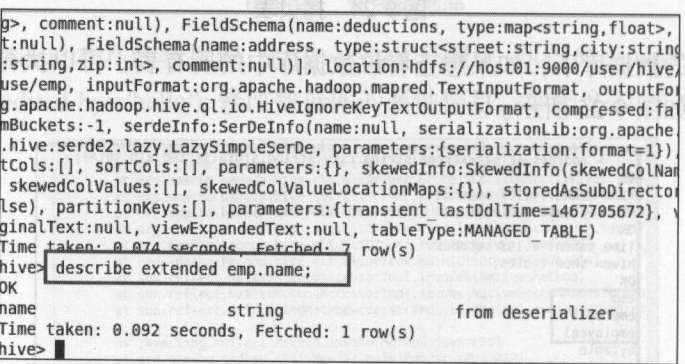 g>, comment:null), FieldSchema(name:deductions, type:map<string,float>,
t:null), FieldSchema(name:address, type:struct<street:string,city:string
:string,zip:int>, comment:null)], location:hdfs://host01:9000/user/hive/
use/emp, inputFormat:org.apache.hadoop.mapred.TextInputFormat, outputFor
g.apache.hadoop.hive.ql.io.HiveIgnoreKeyTextOutputFormat, compressed:fal
mBuckets:-1, serdeInfo:SerDeInfo(name:null, serializationLib:org.apache.
.hive.serde2.lazy.LazySimpleSerDe, parameters:{serialization.format=1}),
tCols:[], sortCols:[], parameters:{}, skewedInfo:SkewedInfo(skewedColNam
skewedColValues:[], skewedColValueLocationMaps:{}), storedAsSubDirector
lse), partitionKeys:[], parameters:{transient_lastDdlTime=1467705672}, v
ginalText:null, viewExpandedText:null, tableType:MANAGED_TABLE)
Time taken: 0.074 seconds, Fetched: 7 row(s)
hive> describe extended emp.name;
OK
name string from deserializer
Time taken: 0.092 seconds, Fetched: 1 row(s)
hive>